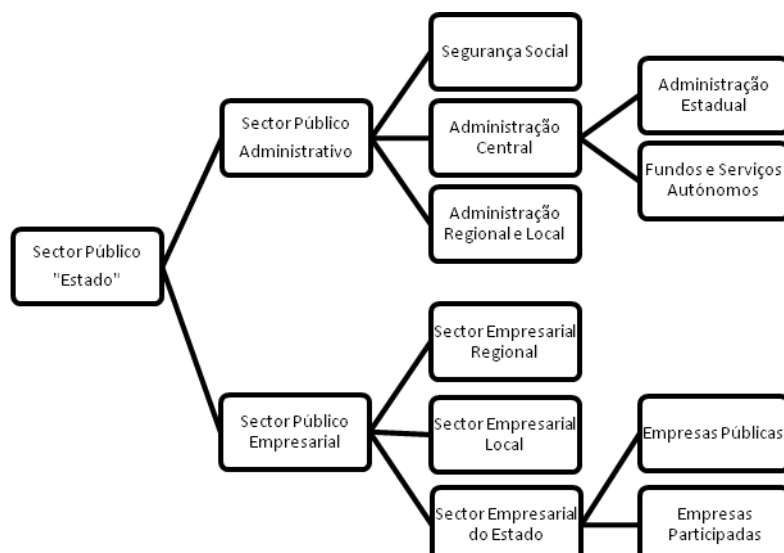 Segurança Social
Administração
Estadual
Sector Público
Administrativo
Administração
Central
Fundos e Serviços
Autónomos
Administração
Regional e Local
Sector Público
"Estado"
Sector Empresarial
Regional
Sector Público
Empresarial
Sector Empresarial
Local
Empresas Públicas
Sector Empresarial
do Estado
Empresas
Participadas